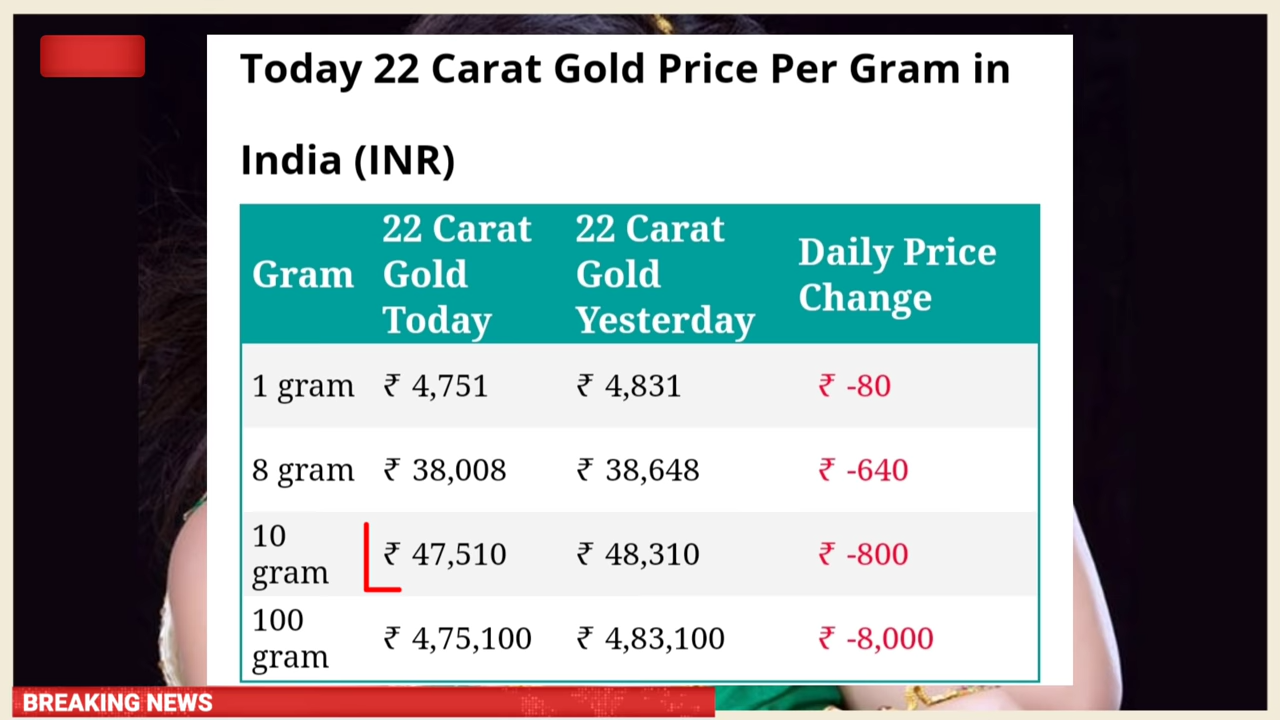 Today 22 Carat Gold Price Per Gram in
India (INR)
Gram 22 Carat Gold Today 22 Carat Gold Yesterday Daily Price Change
1 gram ₹ 4,751 ₹ 4,831 ₹ -80
8 gram ₹ 38,008 ₹ 38,648 ₹ -640
10 gram ₹ 47,510 ₹ 48,310 ₹ -800
100 gram ₹ 4,75,100 ₹ 4,83,100 ₹ -8,000
BREAKING NEWS